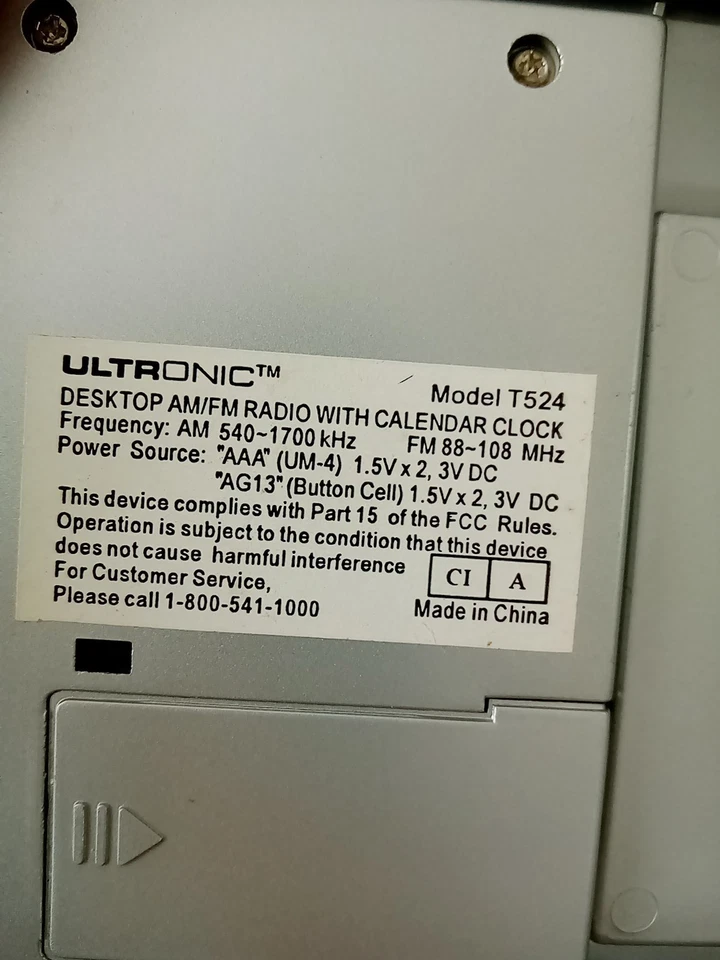 ULTRONIC™
Model T524
DESKTOP AM/FM RADIO WITH CALENDAR CLOCK
Frequency: AM 540~1700 kHz FM 88~108 MHz
Power Source: "AAA" (UM-4) 1.5V x 2, 3V DC
"AG13" (Button Cell) 1.5V x 2, 3V DC
This device complies with Part 15 of the FCC Rules.
Operation is subject to the condition that this device
does not cause harmful interference
CI A
For Customer Service,
Please call 1-800-541-1000
Made in China